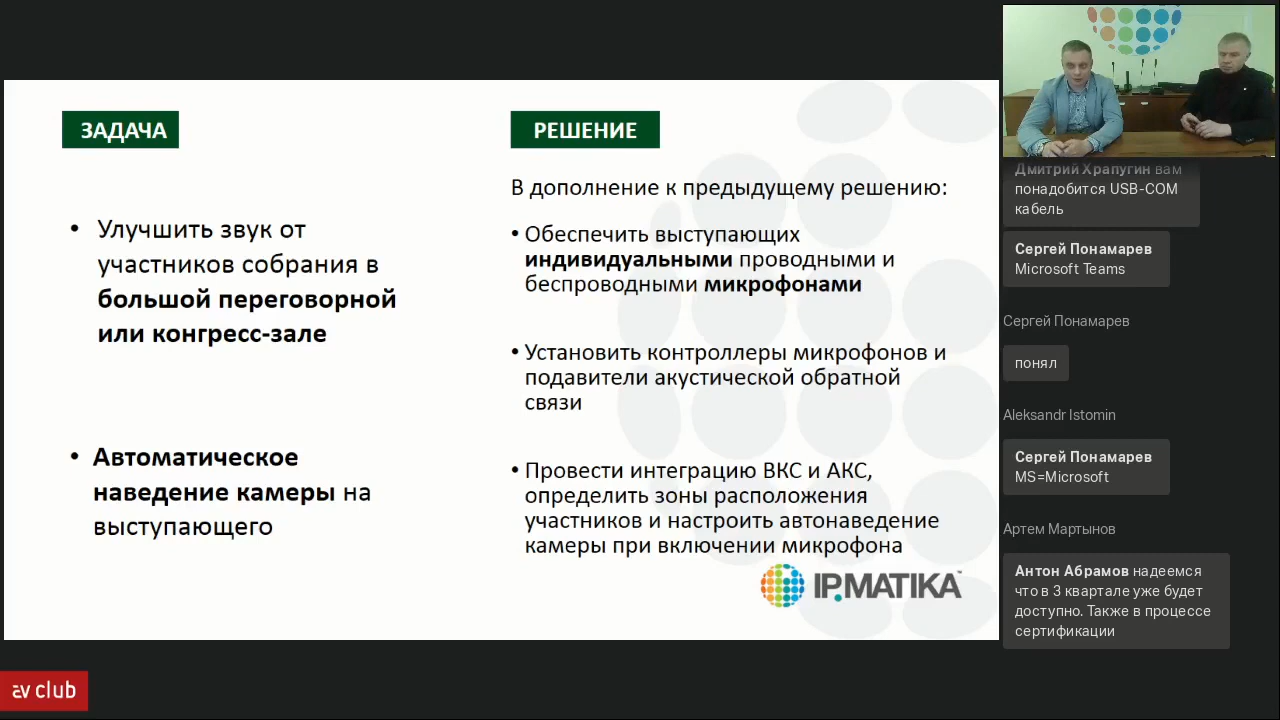 ЗАДАЧА
• Улучшить звук от
участников собрания в
большой переговорной
или конгресс-зале
• Автоматическое
наведение камеры на
выступающего
РЕШЕНИЕ
В дополнение к предыдущему решению:
• Обеспечить выступающих
индивидуальными проводными и
беспроводными микрофонами
• Установить контроллеры микрофонов и
подавители акустической обратной
связи
• Провести интеграцию ВКС и АКС,
определить зоны расположения
участников и настроить автонаведение
камеры при включении микрофона
IPMATIKA™
av club
Дмитрий Храпугин вам
понадобится USB-COM
кабель
Сергей Понамарев
Microsoft Teams
Сергей Понамарев
понял
Aleksandr Istomin
Сергей Понамарев
MS=Microsoft
Артем Мартынов
Антон Абрамов надеемся
что в 3 квартале уже будет
доступно. Также в процессе
сертификации